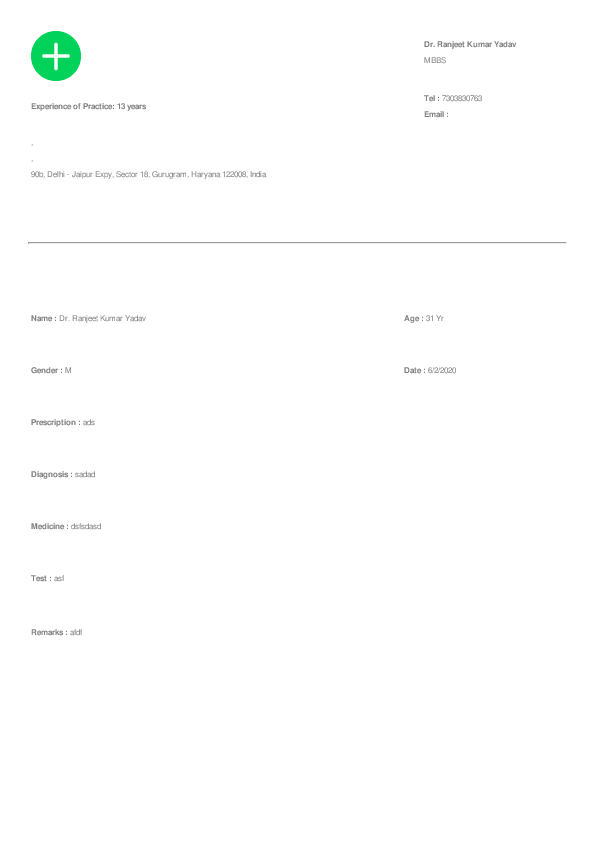 Dr. Ranjeet Kumar Yadav
MBBS
Tel : 7303830763
Email :
Experience of Practice: 13 years
,
,
90b, Delhi - Jaipur Expy, Sector 18, Gurugram, Haryana 122008, India
Name : Dr. Ranjeet Kumar Yadav
Age : 31 Yr
Gender : M
Date : 6/2/2020
Prescription : ads
Diagnosis : sadad
Medicine : dsfsdasd
Test : asf
Remarks : afdf